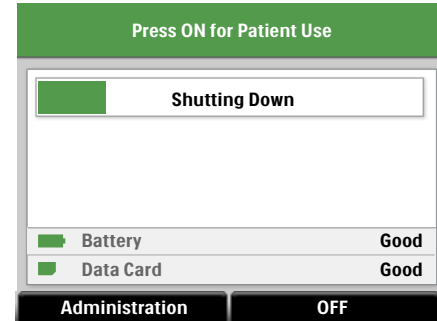 Press ON for Patient Use
Shutting Down
Battery Good
Data Card Good
Administration OFF